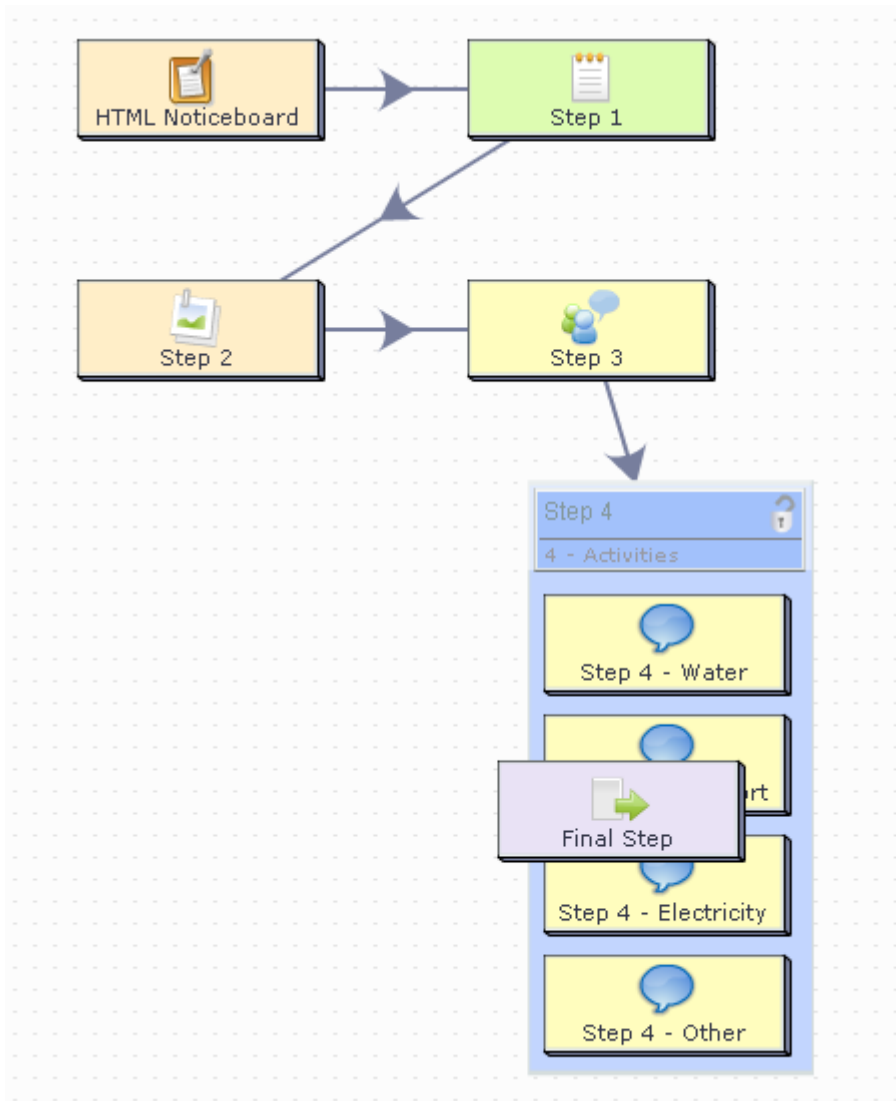 HTML Noticeboard
Step 1
Step 2
Step 3
Step 4
4 - Activities
Step 4 - Water
Final Step
Step 4 - Electricity
Step 4 - Other